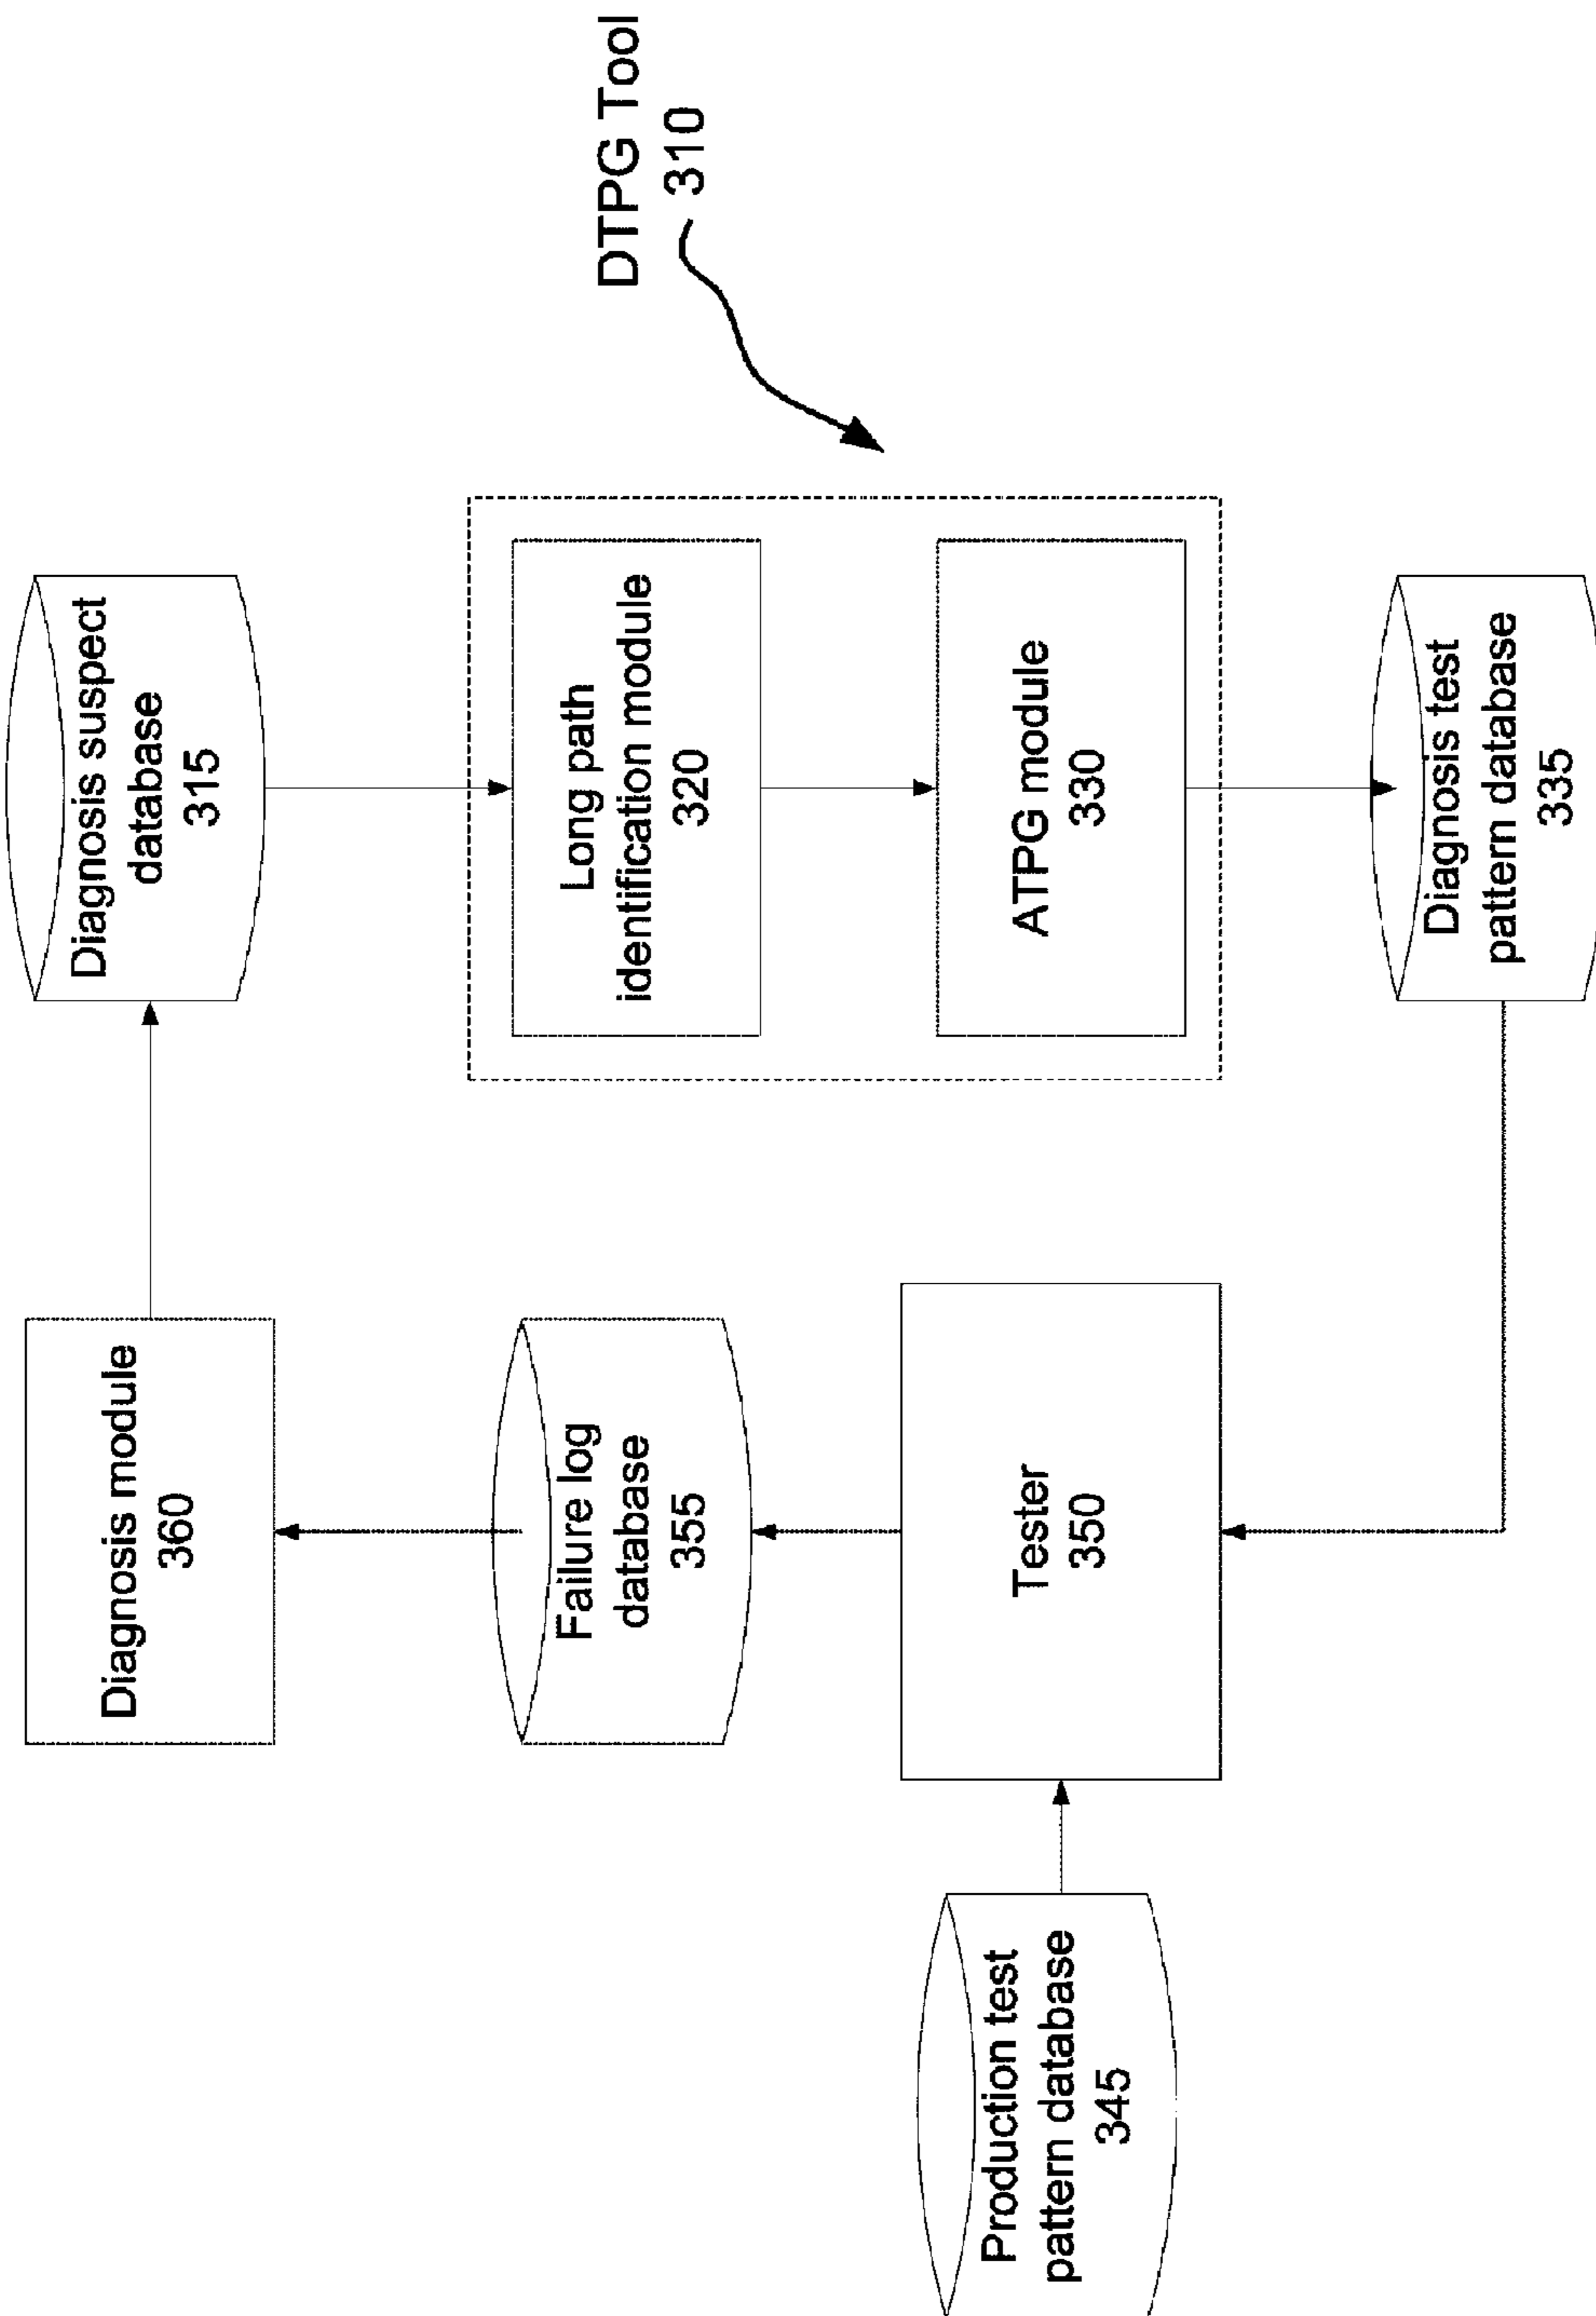 Diagnosis module
360
Diagnosis suspect
database
315
Failure log
database
355
Long path
identification module
320
DTPG Tool
310
Production test
pattern database
345
Tester
350
ATPG module
330
Diagnosis test
pattern database
335